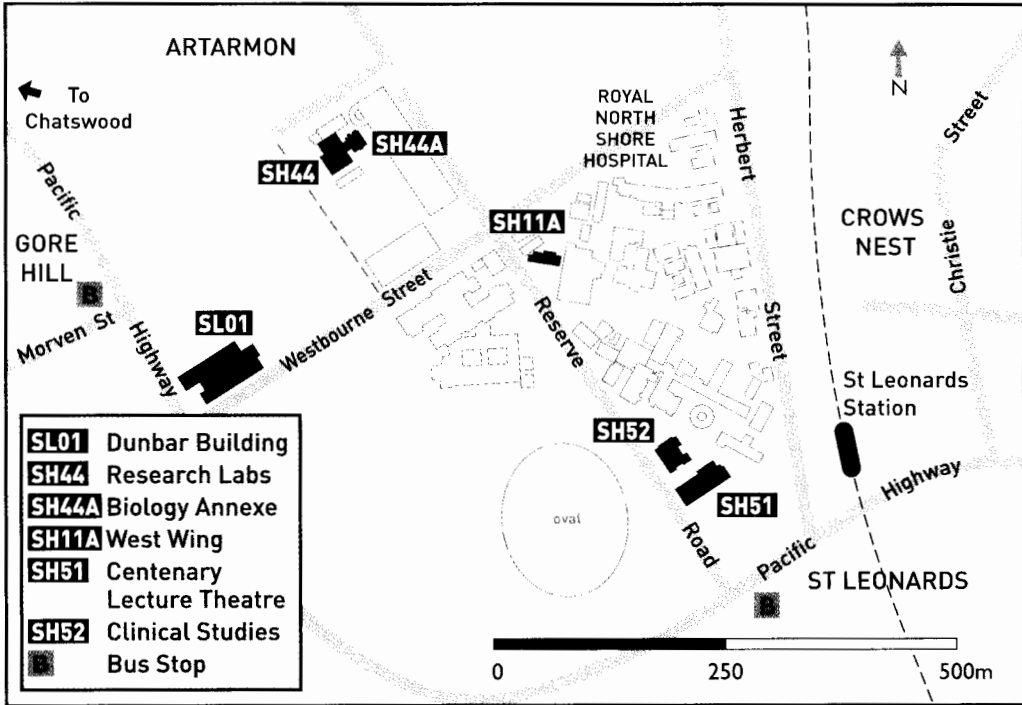 ARTARMON
To
Chatswood
N
ROYAL
NORTH
SHORE
HOSPITAL
Street
Herbert
SH44A
SH44
Pacific
SH11A
CROWS
NEST
GORE
HILL
Christie
B
Street
Westbourne
Reserve
Street
Morven St
Highway
SL01
St Leonards
Station
SH52
Highway
SH51
oval
Road
Pacific
ST LEONARDS
B
SL01 Dunbar Building
SH44 Research Labs
SH44A Biology Annexe
SH11A West Wing
SH51 Centenary
Lecture Theatre
SH52 Clinical Studies
B Bus Stop
0 250 500m